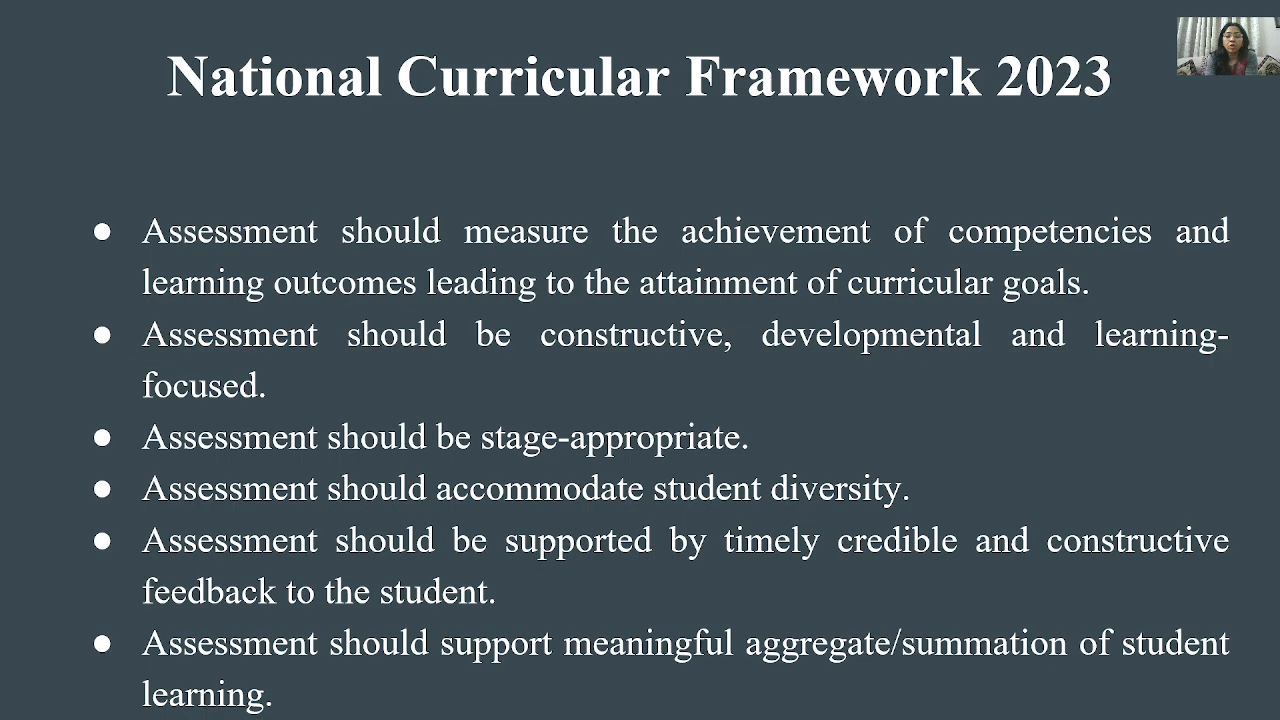 National Curricular Framework 2023
● Assessment should measure the achievement of competencies and
learning outcomes leading to the attainment of curricular goals.
● Assessment should be constructive, developmental and learning-
focused.
● Assessment should be stage-appropriate.
● Assessment should accommodate student diversity.
● Assessment should be supported by timely credible and constructive
feedback to the student.
● Assessment should support meaningful aggregate/summation of student
learning.